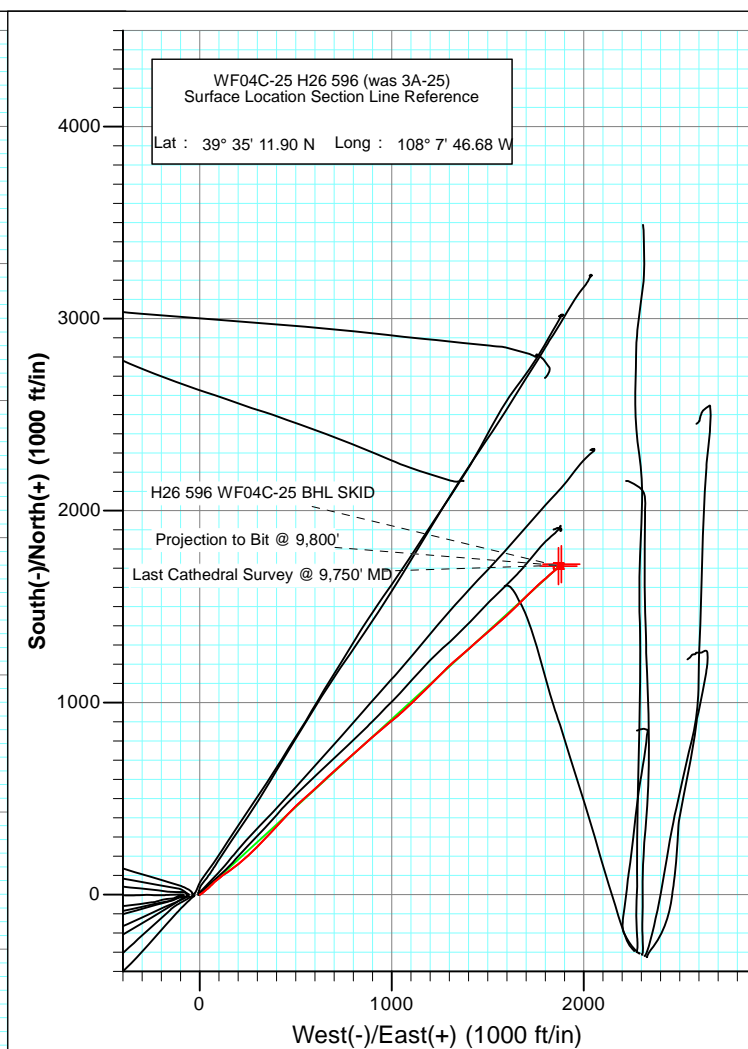 WF04C-25 H26 596 (was 3A-25)
Surface Location Section Line Reference
Lat : 39° 35' 11.90 N Long : 108° 7' 46.68 W
4000
3000
2000
1000
0
South(-)/North(+) (1000 ft/in)
H26 596 WF04C-25 BHL SKID
Projection to Bit @ 9,800'
Last Cathedral Survey @ 9,750' MD
0 1000 2000
West(-)/East(+) (1000 ft/in)